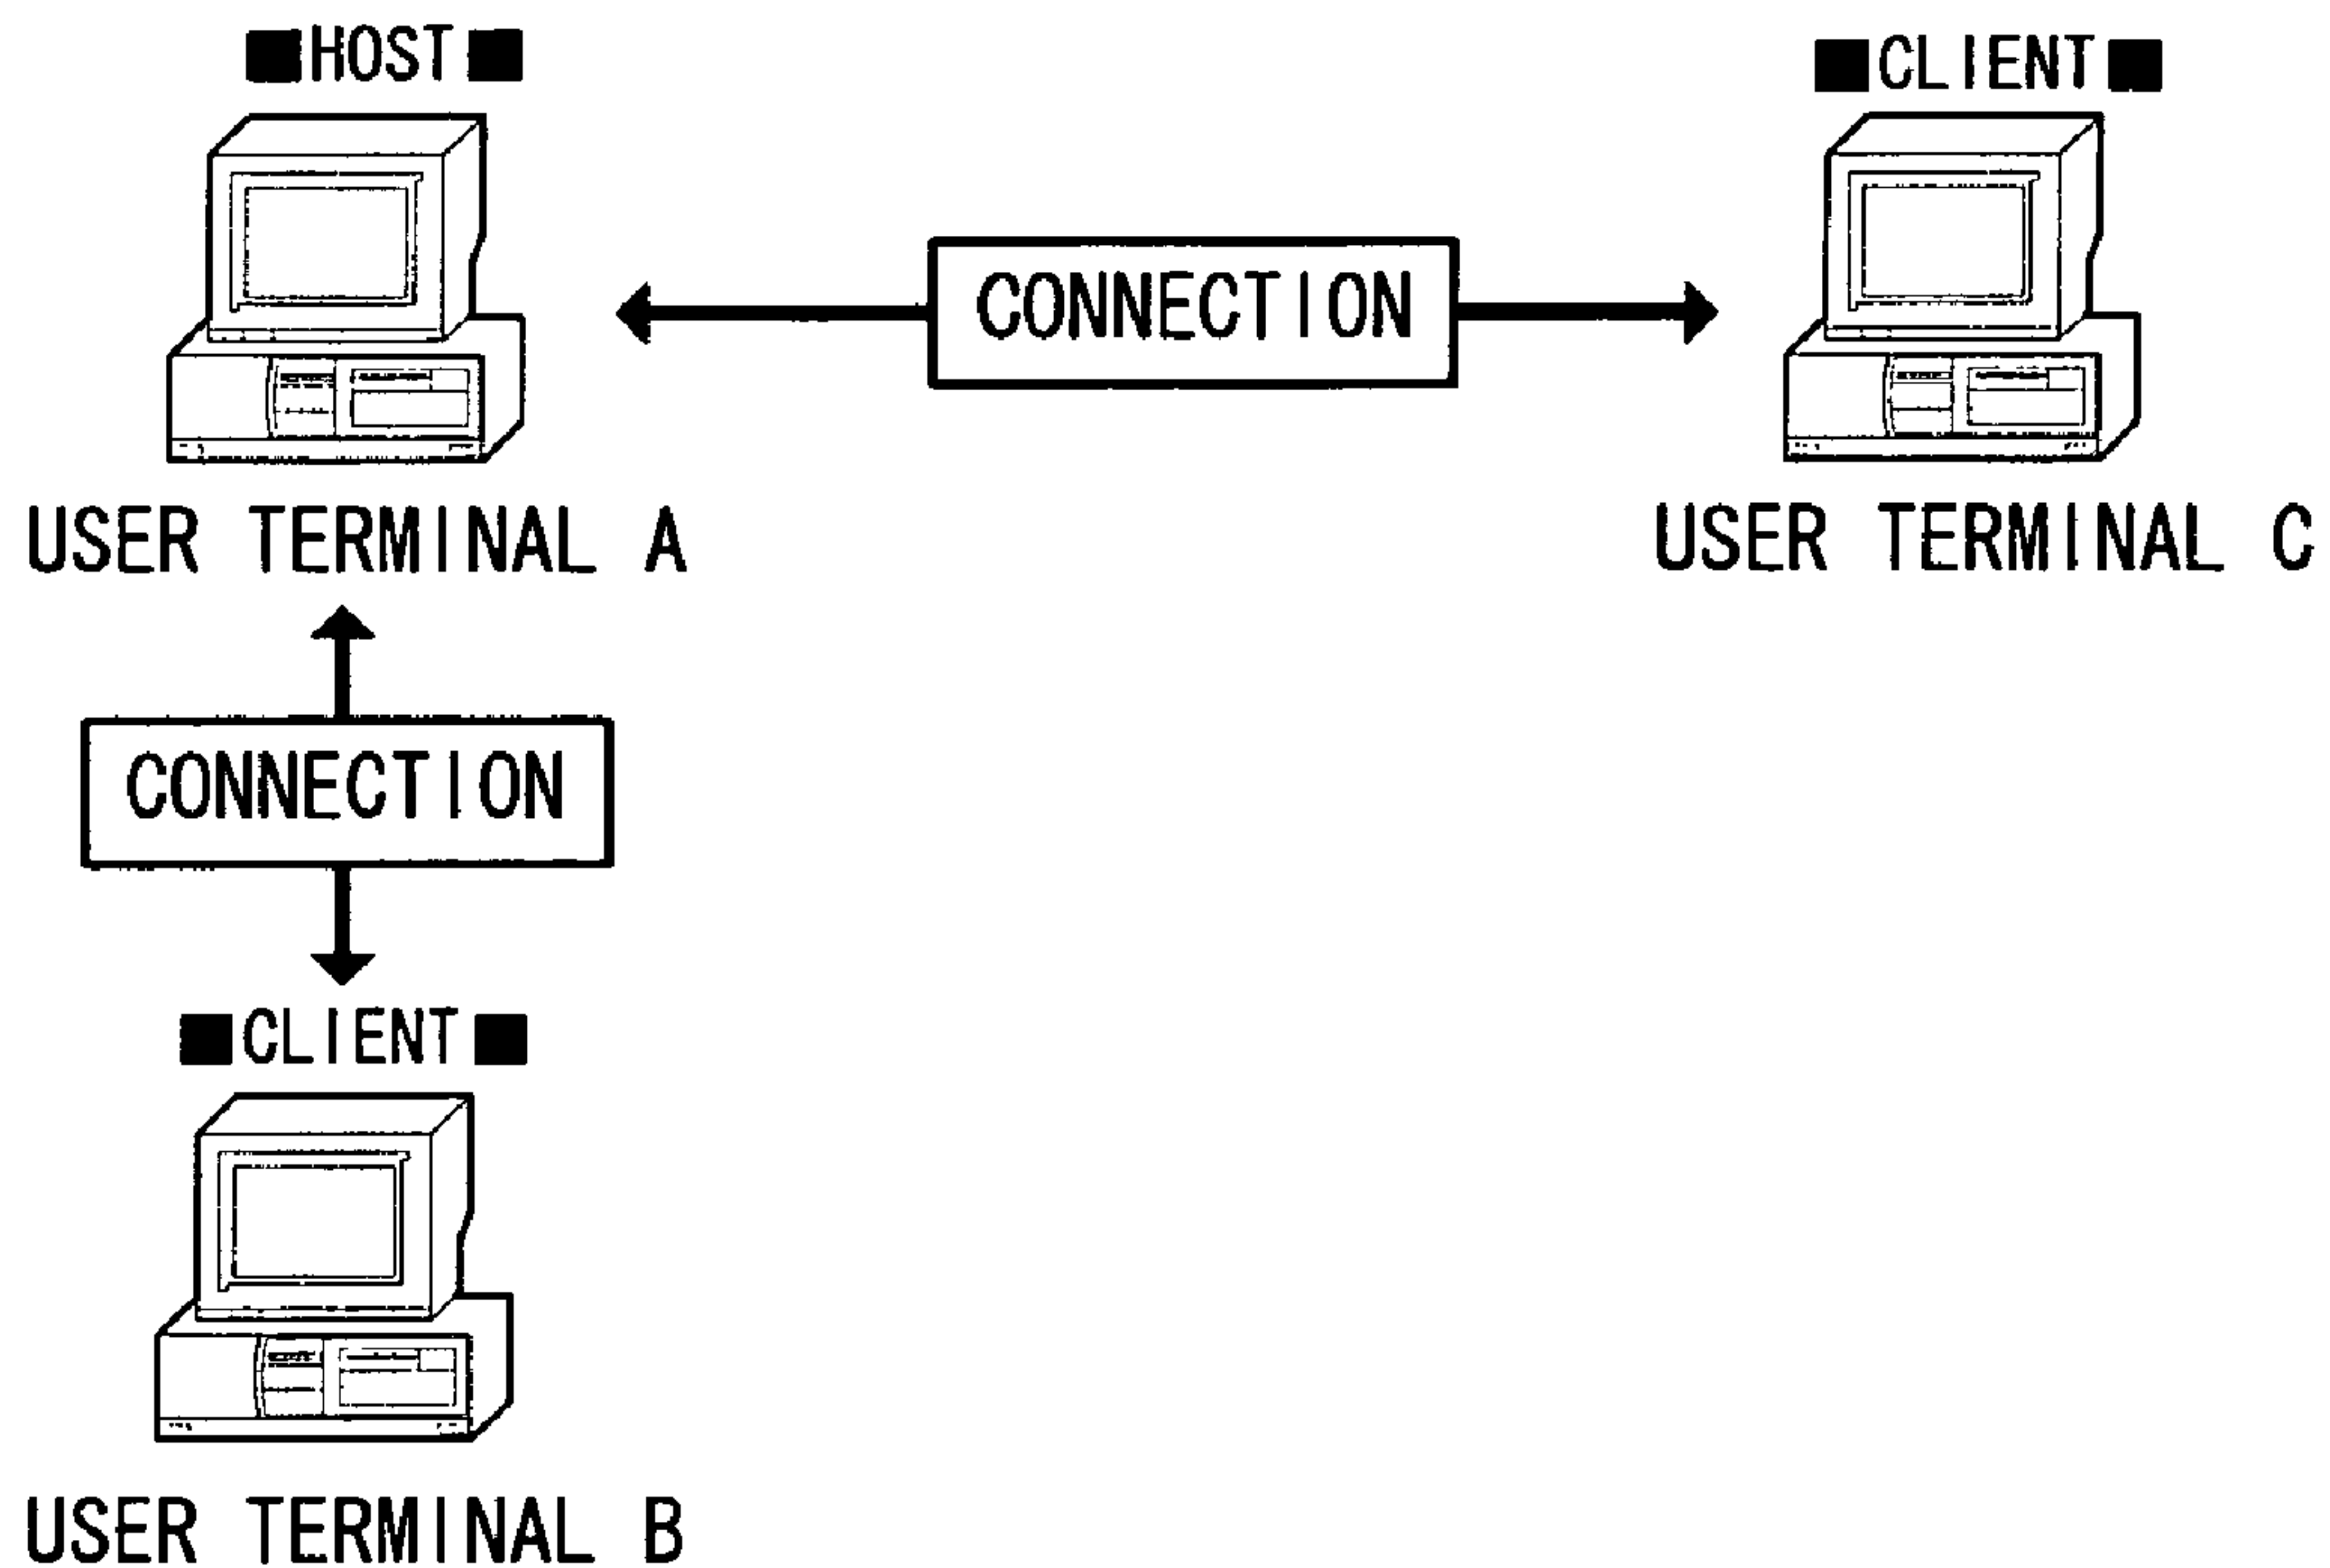 ■HOST■
■CLIENT■
CONNECTION
USER TERMINAL A
USER TERMINAL C
CONNECTION
■CLIENT■
USER TERMINAL B